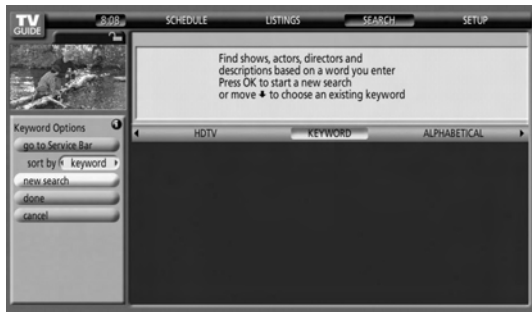 TV GUIDE 8:08 SCHEDULE LISTINGS SEARCH SETUP
Find shows, actors, directors and
descriptions based on a word you enter
Press OK to start a new search
or move ⬇ to choose an existing keyword
HDTV KEYWORD ALPHABETICAL
Keyword Options
go to Service Bar
sort by keyword
new search
done
cancel